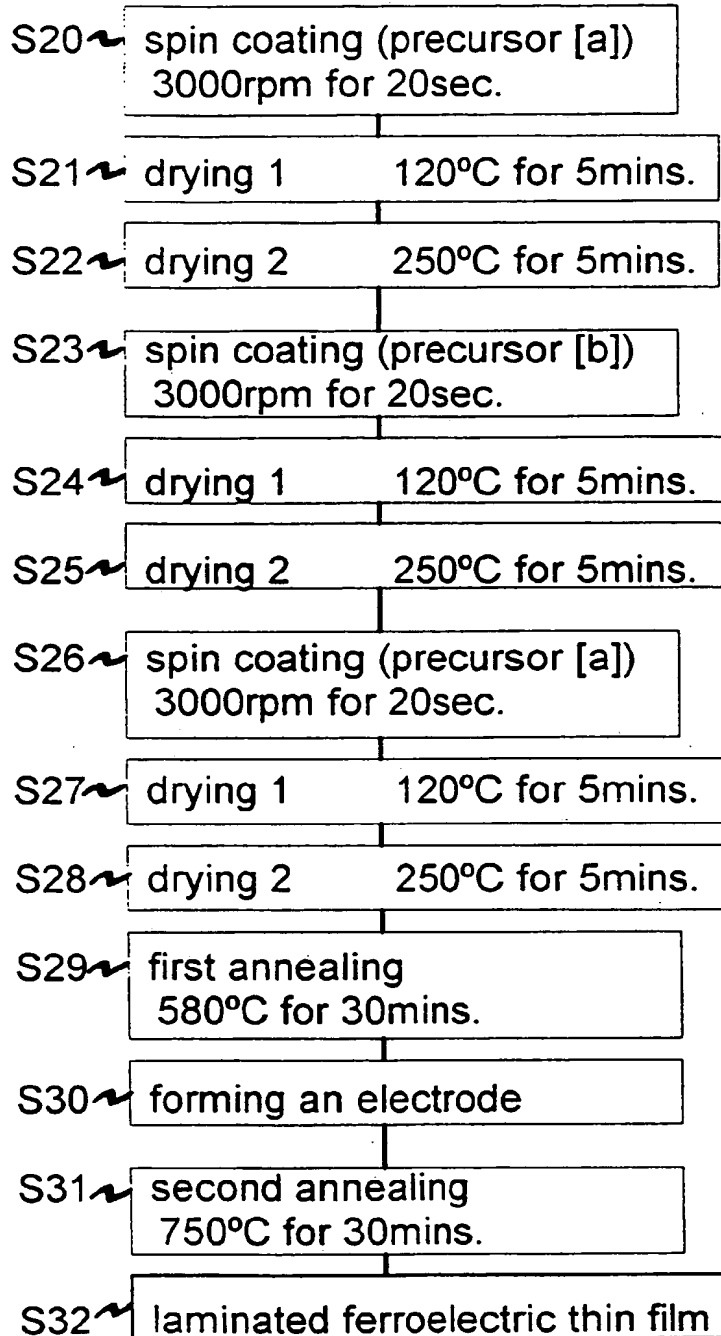 S20 spin coating (precursor [a])
3000rpm for 20sec.
S21 drying 1 120ºC for 5mins.
S22 drying 2 250ºC for 5mins.
S23 spin coating (precursor [b])
3000rpm for 20sec.
S24 drying 1 120ºC for 5mins.
S25 drying 2 250ºC for 5mins.
S26 spin coating (precursor [a])
3000rpm for 20sec.
S27 drying 1 120ºC for 5mins.
S28 drying 2 250ºC for 5mins.
S29 first annealing
580ºC for 30mins.
S30 forming an electrode
S31 second annealing
750ºC for 30mins.
S32 laminated ferroelectric thin film